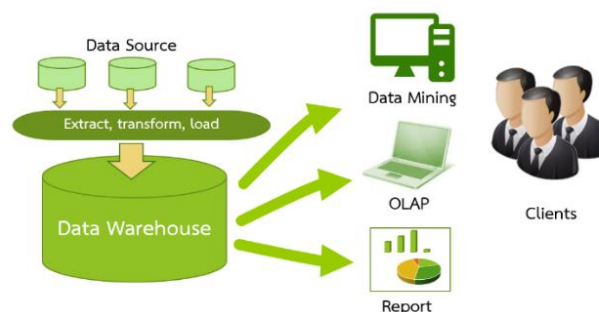 Data Source
Extract, transform, load
Data Warehouse
Data Mining
OLAP
Report
Clients